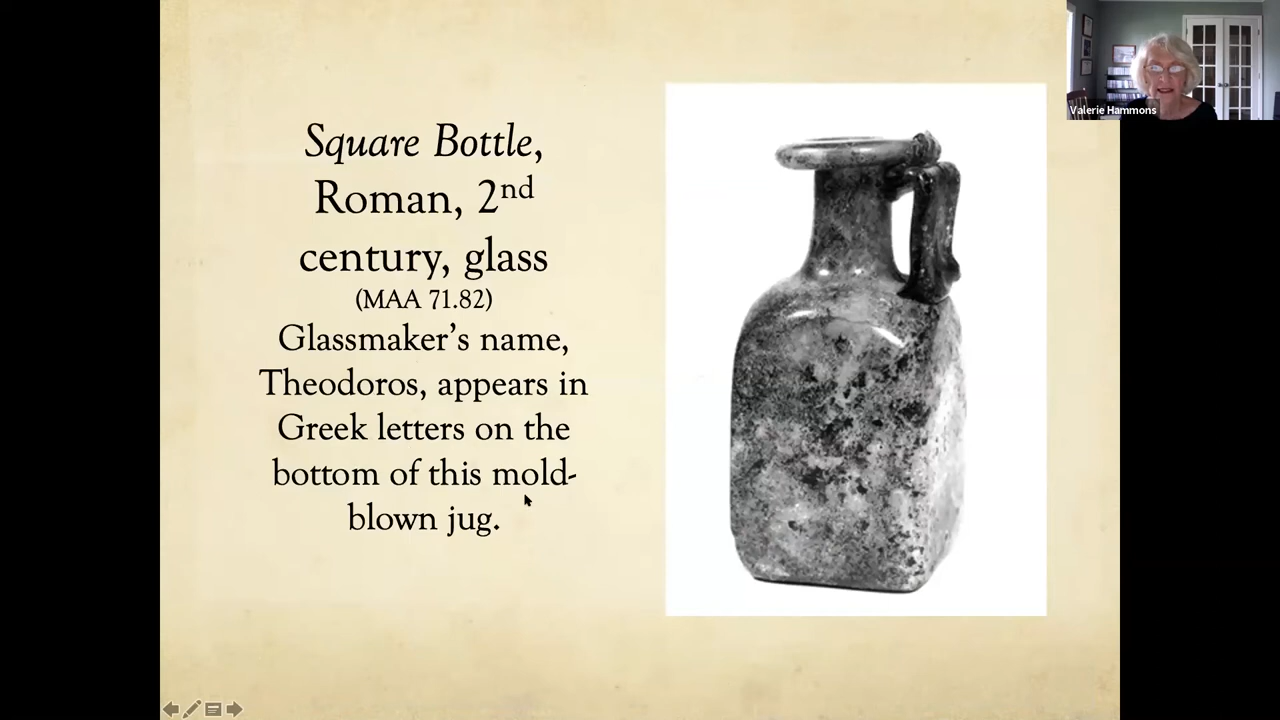 Square Bottle,
Roman, 2nd
century, glass
(MAA 71.82)
Glassmaker’s name,
Theodoros, appears in
Greek letters on the
bottom of this mold-
blown jug.
Valerie Hammons